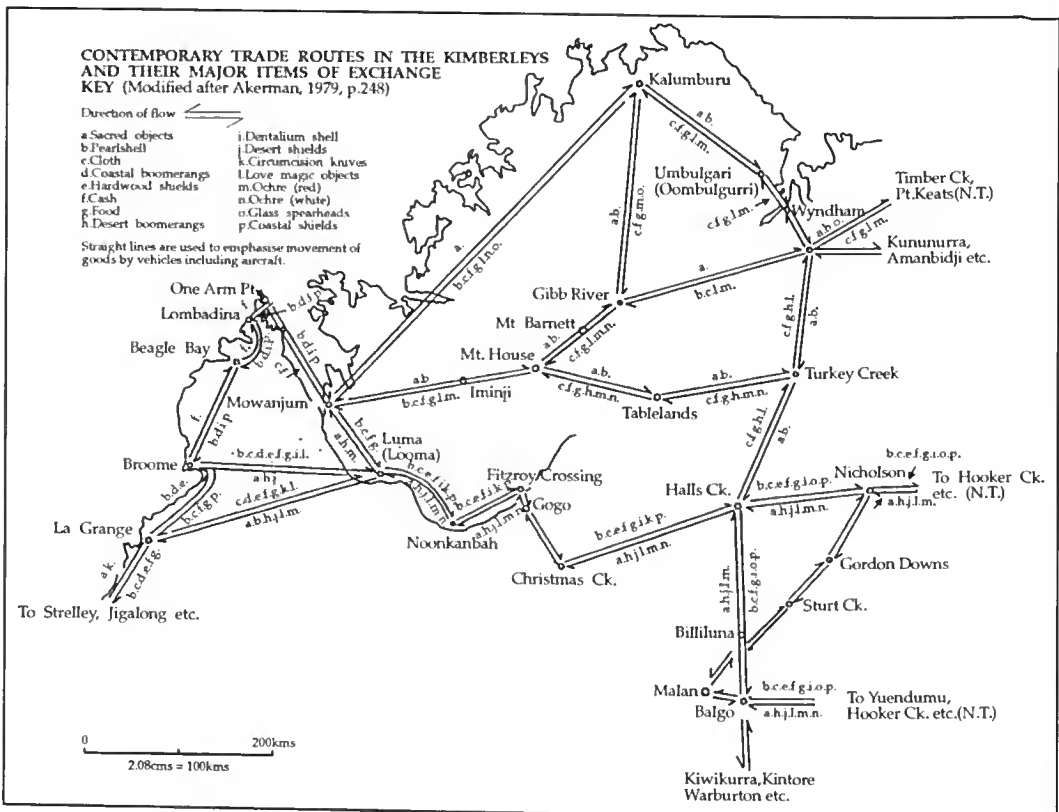 CONTEMPORARY TRADE ROUTES IN THE KIMBERLEYS
AND THEIR MAJOR ITEMS OF EXCHANGE
KEY (Modified after Akerman, 1979, p.248)
Direction of flow
a.Sacred objects
b.Pearlshell
c.Cloth
d.Coastal boomerangs
e.Hardwood shields
f.Cash
g.Food
h.Desert boomerangs
i.Dentalium shell
j.Desert shields
k.Circumcision knives
l.Love magic objects
m.Ochre (red)
n.Ochre (white)
o.Glass spearheads
p.Coastal shields
Straight lines are used to emphasise movement of
goods by vehicles including aircraft.
Kalumburu
a.b.
c.f.g.l.m.
Umbulgari
(Oombulgurri)
c.f.g.l.m.
Wyndham
Timber Ck,
Pt.Keats(N.T.)
a.b.o.
c.f.g.l.m.
Kununurra,
Amanbidji etc.
a.
b.c.f.g.l.n.o.
a.b.
c.f.g.m.o.
Gibb River
a.
b.c.l.m.
Mt Barnett
a.b.
c.f.g.l.m.n.
Mt. House
c.f.g.h.l.
a.b.
One Arm Pt.
f
b.d.i.p.
Lombadina
f.
b.d.i.p.
Beagle Bay
b.d.i.p.
c.f.l
Mowanjum
a.b
b.c.f.g.l.m.
Iminji
a.b.
c.f.g.h.m.n.
Tablelands
a.b.
c.f.g.h.m.n.
Turkey Creek
f.
b.d.i.p
b.c.f.g.
a.h.m.
Luma
(Looma)
c.f.g.h.l.
a.b.
Broome
b.c.d.e.f.g.i.l.
a.h.j
c.d.e.f.g.k.l.
a.b.h.j.l.m.
b.d.e.
b.c.f.g.p.
b.c.e.f.i.k.p.
a.h.j.l.m.n
Fitzroy/Crossing
b.c.e.f.i.k
a.h.j.l.m.n
Gogo
Noonkanbah
La Grange
a.k.
b.c.d.e.f.g.
To Strelley, Jigalong etc.
Christmas Ck.
b.c.e.f.g.i.k.p.
a.h.j.l.m.n.
Halls Ck.
b.c.e.f.g.i.o.p.
a.h.j.l.m.n.
Nicholson
b.c.e.f.g.i.o.p.
a.h.j.l.m.
To Hooker Ck.
etc. (N.T.)
Gordon Downs
Sturt Ck.
a.h.j.l.m.
b.c.f.g.i.o.p.
Billiluna
Malan
Balgo
b.c.e.f.g.i.o.p.
a.h.j.l.m.n.
To Yuendumu,
Hooker Ck. etc.(N.T.)
Kiwikurra,Kintore
Warburton etc.
0
200kms
2.08cms = 100kms